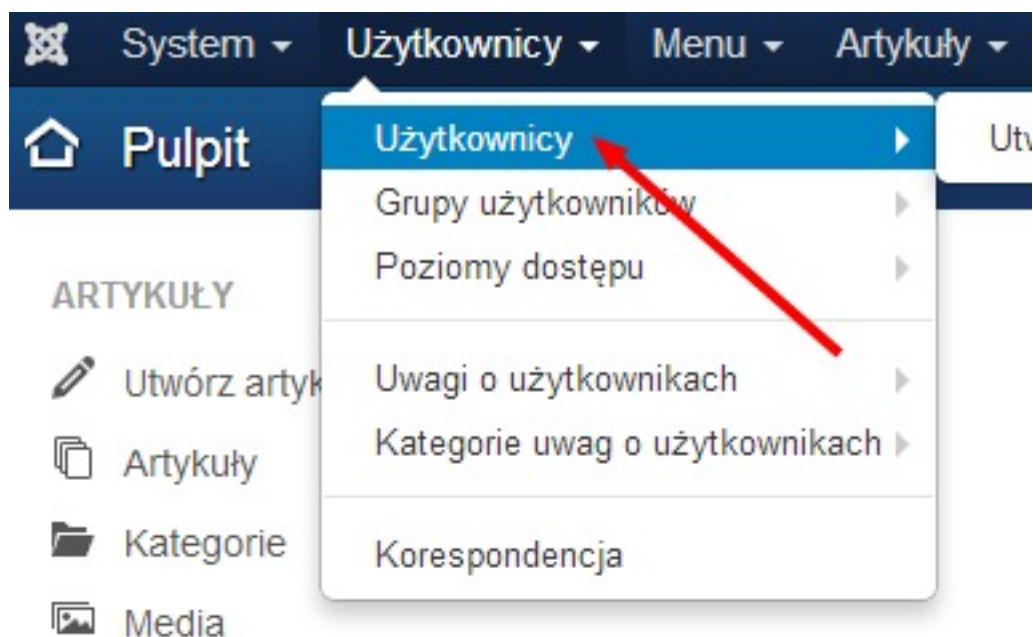 System Użytkownicy Menu Artykuły
Pulpit
Użytkownicy
Grupy użytkowników
Poziomy dostępu
Uwagi o użytkownikach
Kategorie uwag o użytkownikach
Korespondencja
ARTYKUŁY
Utwórz
Artykuły
Kategorie
Media